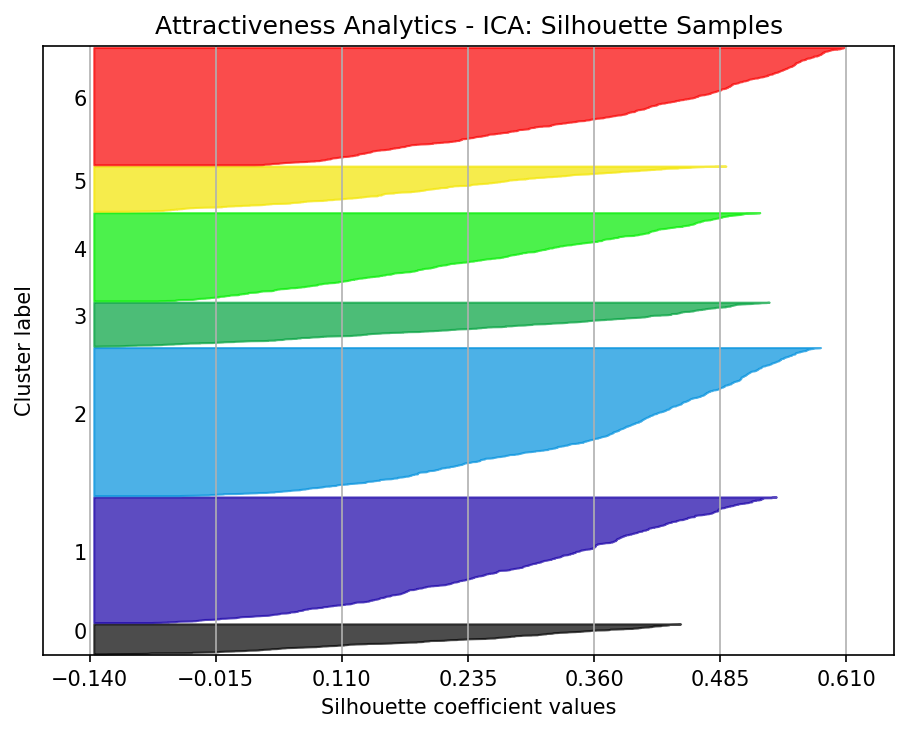 Attractiveness Analytics - ICA: Silhouette Samples
6
5
4
3
2
1
0
Cluster label
−0.140 −0.015 0.110 0.235 0.360 0.485 0.610
Silhouette coefficient values